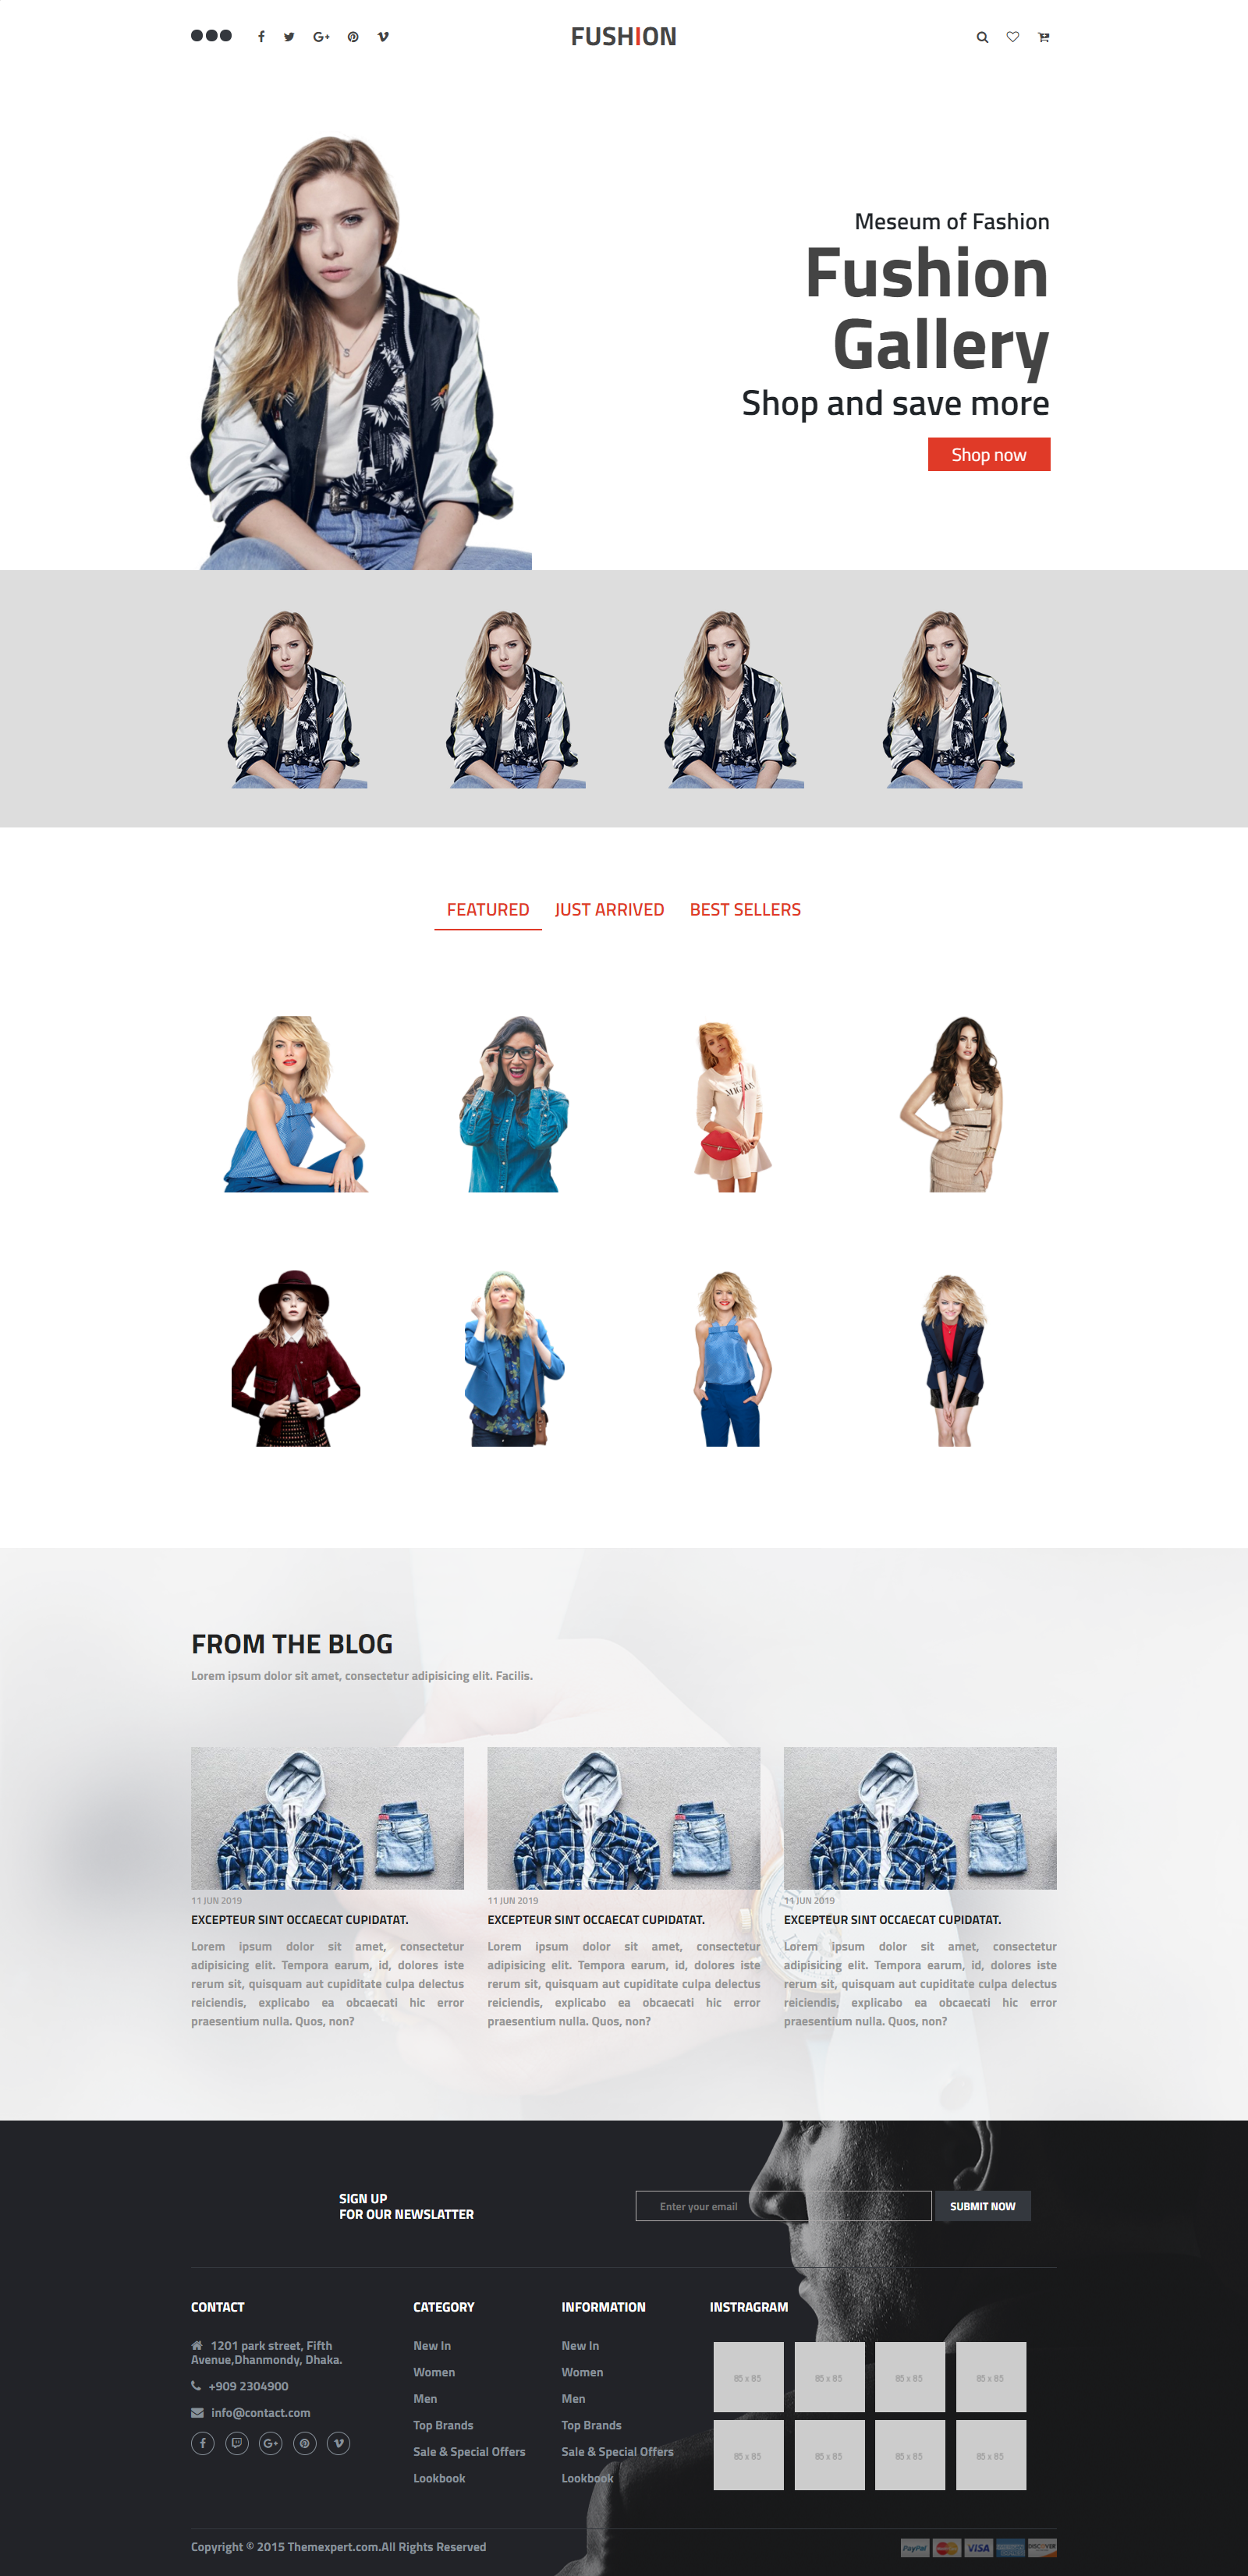 FUSHION
Meseum of Fashion
Fushion
Gallery
Shop and save more
Shop now
FEATURED
JUST ARRIVED
BEST SELLERS
FROM THE BLOG
Lorem ipsum dolor sit amet, consectetur adipisicing elit. Facilis.
11 JUN 2019
EXCEPTEUR SINT OCCAECAT CUPIDATAT.
Lorem ipsum dolor sit amet, consectetur
adipisicing elit. Tempora earum, id, dolores iste
rerum sit, quisquam aut cupiditate culpa delectus
reiciendis, explicabo ea obcaecati hic error
praesentium nulla. Quos, non?
11 JUN 2019
EXCEPTEUR SINT OCCAECAT CUPIDATAT.
Lorem ipsum dolor sit amet, consectetur
adipisicing elit. Tempora earum, id, dolores iste
rerum sit, quisquam aut cupiditate culpa delectus
reiciendis, explicabo ea obcaecati hic error
praesentium nulla. Quos, non?
11 JUN 2019
EXCEPTEUR SINT OCCAECAT CUPIDATAT.
Lorem ipsum dolor sit amet, consectetur
adipisicing elit. Tempora earum, id, dolores iste
rerum sit, quisquam aut cupiditate culpa delectus
reiciendis, explicabo ea obcaecati hic error
praesentium nulla. Quos, non?
SIGN UP
FOR OUR NEWSLATTER
Enter your email
SUBMIT NOW
CONTACT
1201 park street, Fifth
Avenue,Dhanmondy, Dhaka.
+909 2304900
info@contact.com
CATEGORY
New In
Women
Men
Top Brands
Sale & Special Offers
Lookbook
INFORMATION
New In
Women
Men
Top Brands
Sale & Special Offers
Lookbook
INSTRAGRAM
85 x 85
85 x 85
85 x 85
85 x 85
85 x 85
85 x 85
85 x 85
85 x 85
Copyright © 2015 Themexpert.com.All Rights Reserved
PayPal
MasterCard
VISA
DISCOVER